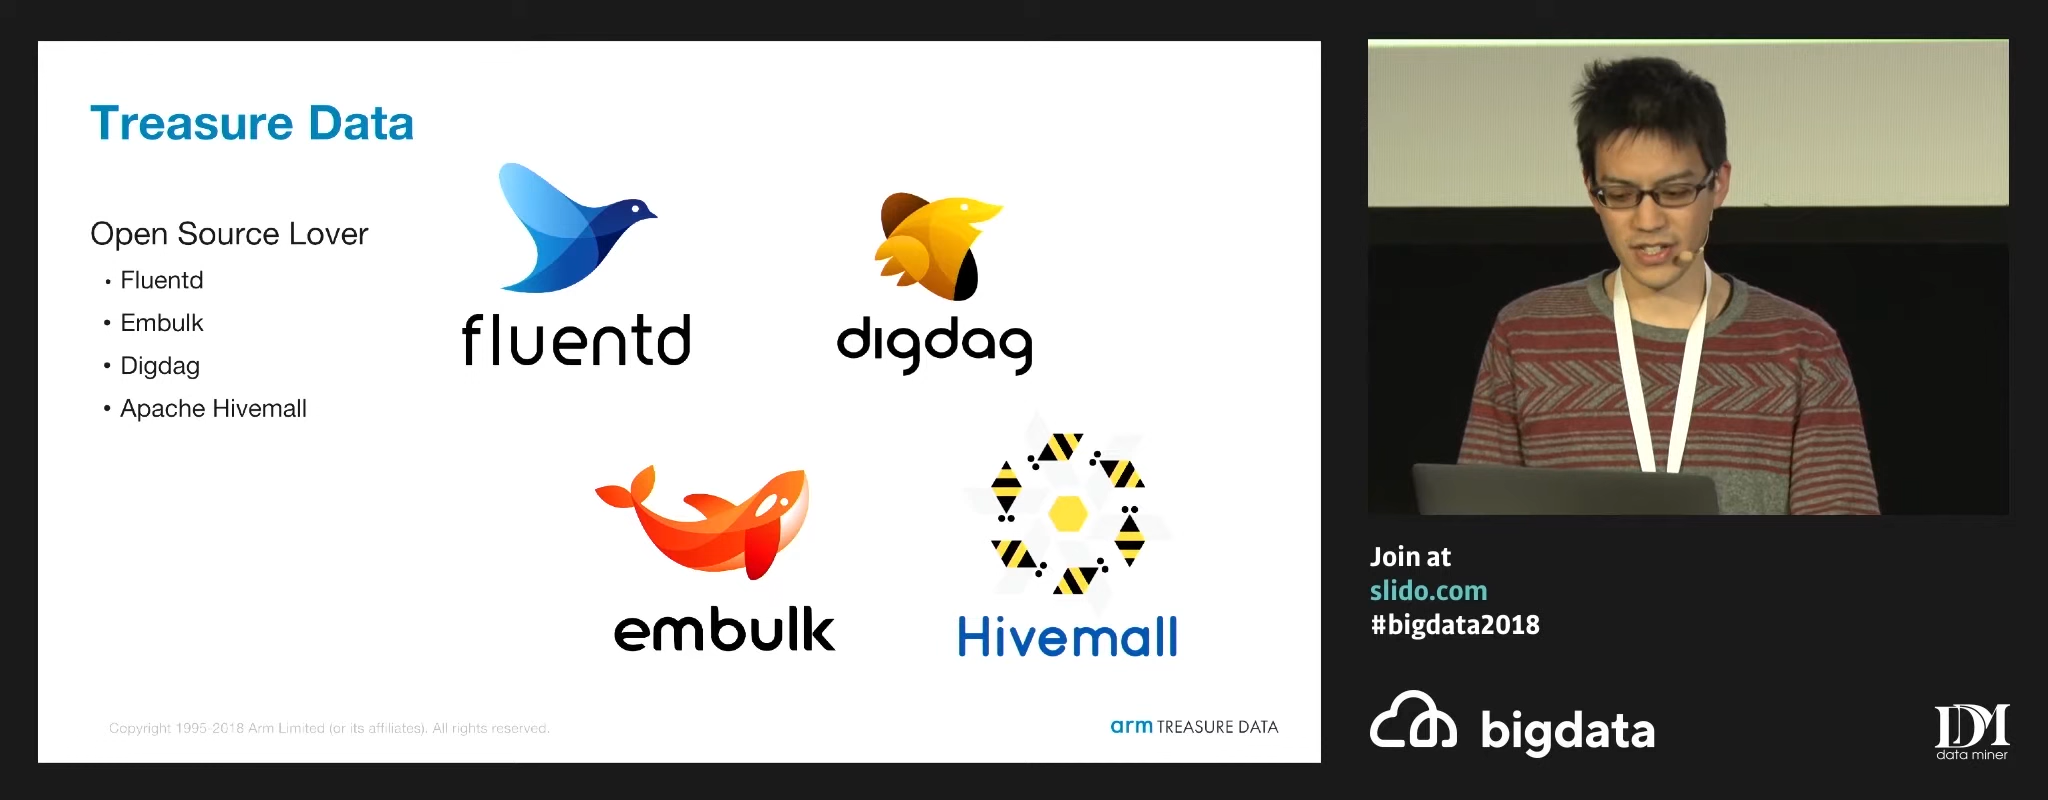 Treasure Data
Open Source Lover
• Fluentd
• Embulk
• Digdag
• Apache Hivemall
fluentd
digdag
embulk
Hivemall
Copyright 1995-2018 Arm Limited (or its affiliates). All rights reserved.
arm TREASURE DATA
Join at
slido.com
#bigdata2018
bigdata
DM
data miner